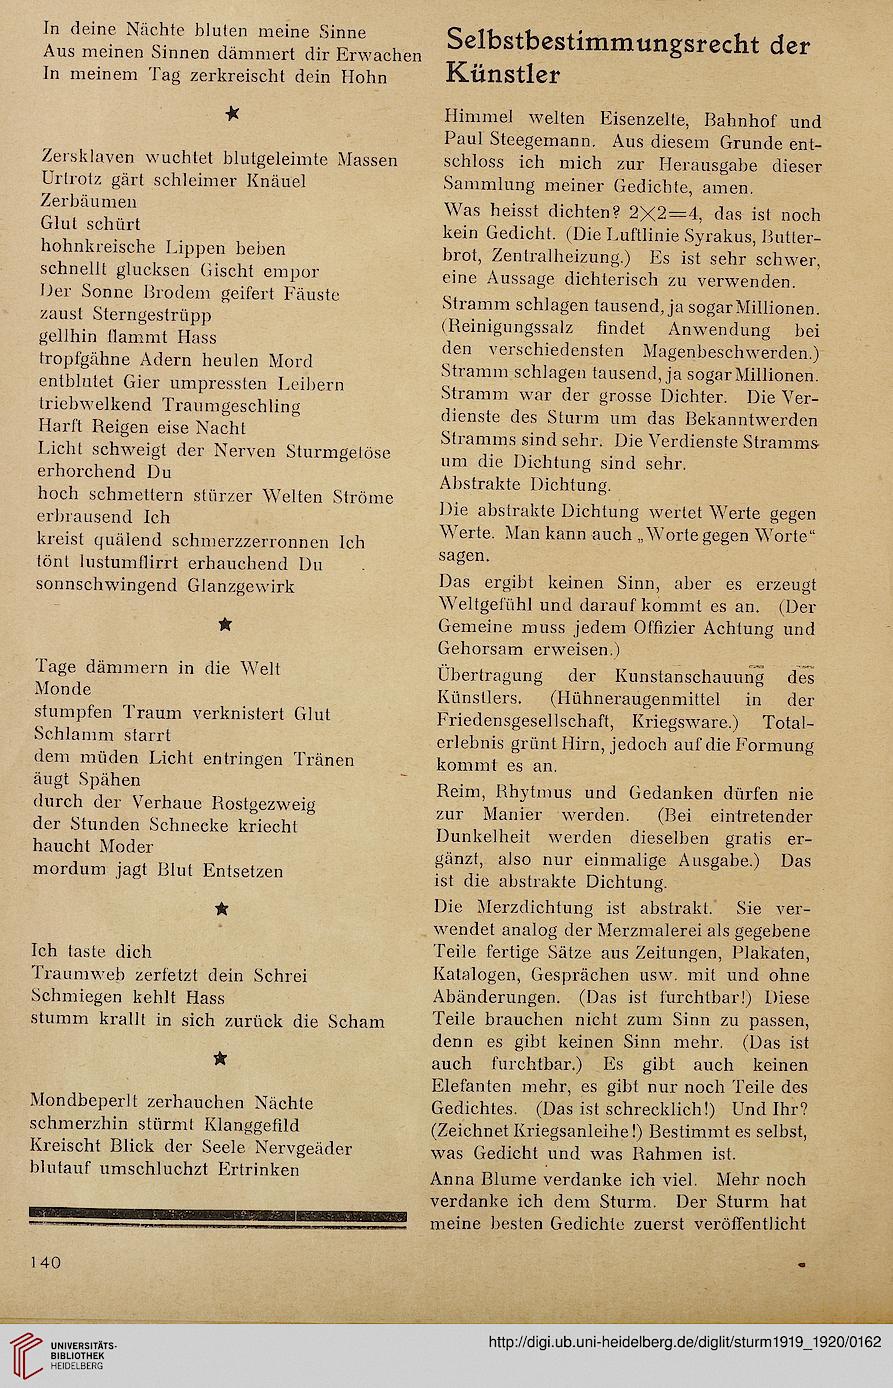 In deine Nächte bluten meine Sinne
Aus meinen Sinnen dämmert dir Erwachen
In meinem Tag zerkreischt dein Hohn
★
Zersklaven wuchtet blutgeleimte Massen
Urtrotz gärt schleimer Knäuel
Zerbäumen
Glut schürt
hohnkreische Lippen beben
schnellt glucksen Gischt empor
Der Sonne Brodem geifert Fäuste
zaust Sterngestrüpp
gellhin flammt Hass
tropfgähne Adern heulen Mord
entblutet Gier umpressten Leibern
triebwelkend Traumgeschling
Harft Reigen eise Nacht
Licht schweigt der Nerven Sturmgetöse
erhorchend Du
hoch schmettern stürzer Welten Ströme
erbrausend Ich
kreist quälend schmerzzerronnen Ich
tönt lustumflirrt erhauchend Du
sonnschwingend Glanzgewirk
★
Tage dämmern in die Welt
Monde
stumpfen Traum verknistert Glut
Schlamm starrt
dem müden Licht entringen Tränen
äugt Spähen
durch der Verhaue Rostgezweig
der Stunden Schnecke kriecht
haucht Moder
mordum jagt Blut Entsetzen
★
Ich taste dich
Traumweb zerfetzt dein Schrei
Schmiegen kehlt Hass
stumm krallt in sich zurück die Scham
★
Mondbeperlt zerhauchen Nächte
schmerzhin stürmt Klanggefild
Kreischt Blick der Seele Nervgeäder
blutauf umschluchzt Ertrinken
140
Selbstbestimmungsrecht der
Künstler
Himmel welten Eisenzelte, Bahnhof und
Paul Steegemann. Aus diesem Grunde ent-
schloss ich mich zur Herausgabe dieser
Sammlung meiner Gedichte, amen.
Was heisst dichten? 2X2=4, das ist noch
kein Gedicht. (Die Luftlinie Syrakus, Butter-
brot, Zentralheizung.) Es ist sehr schwer,
eine Aussage dichterisch zu verwenden.
Stramm schlagen tausend, ja sogar Millionen.
(Reinigungssalz findet Anwendung bei
den verschiedensten Magenbeschwerden.)
Stramm schlagen tausend, ja sogar Millionen.
Stramm war der grosse Dichter. Die Ver-
dienste des Sturm um das Bekanntwerden
Stramms sind sehr. Die Verdienste Stramms
um die Dichtung sind sehr.
Abstrakte Dichtung.
Die abstrakte Dichtung wertet Werte gegen
Werte. Man kann auch „Worte gegen Worte“
sagen.
Das ergibt keinen Sinn, aber es erzeugt
Weltgefühl und darauf kommt es an. (Der
Gemeine muss jedem Offizier Achtung und
Gehorsam erweisen.)
Übertragung der Kunstanschauung des
Künstlers. (Hühneraugenmittel in der
Friedensgesellschaft, Kriegsware.) Total-
erlebnis grünt Hirn, jedoch auf die Formung
kommt es an.
Reim, Rhytmus und Gedanken dürfen nie
zur Manier werden. (Bei eintretender
Dunkelheit werden dieselben gratis er-
gänzt, also nur einmalige Ausgabe.) Das
ist die abstrakte Dichtung.
Die Merzdichtung ist abstrakt. Sie ver-
wendet analog der Merzmalerei als gegebene
Teile fertige Sätze aus Zeitungen, Plakaten,
Katalogen, Gesprächen usw. mit und ohne
Abänderungen. (Das ist furchtbar!) Diese
Teile brauchen nicht zum Sinn zu passen,
denn es gibt keinen Sinn mehr. (Das ist
auch furchtbar.) Es gibt auch keinen
Elefanten mehr, es gibt nur noch Teile des
Gedichtes. (Das ist schrecklich!) Und Ihr?
(Zeichnet Kriegsanleihe!) Bestimmt es selbst,
was Gedicht und was Rahmen ist.
Anna Blume verdanke ich viel. Mehr noch
verdanke ich dem Sturm. Der Sturm hat
meine besten Gedichte zuerst veröffentlicht
UNIVERSITÄTS-
BIBLIOTHEK
HEIDELBERG
http://digi.ub.uni-heidelberg.de/diglit/sturm1919_1920/0162